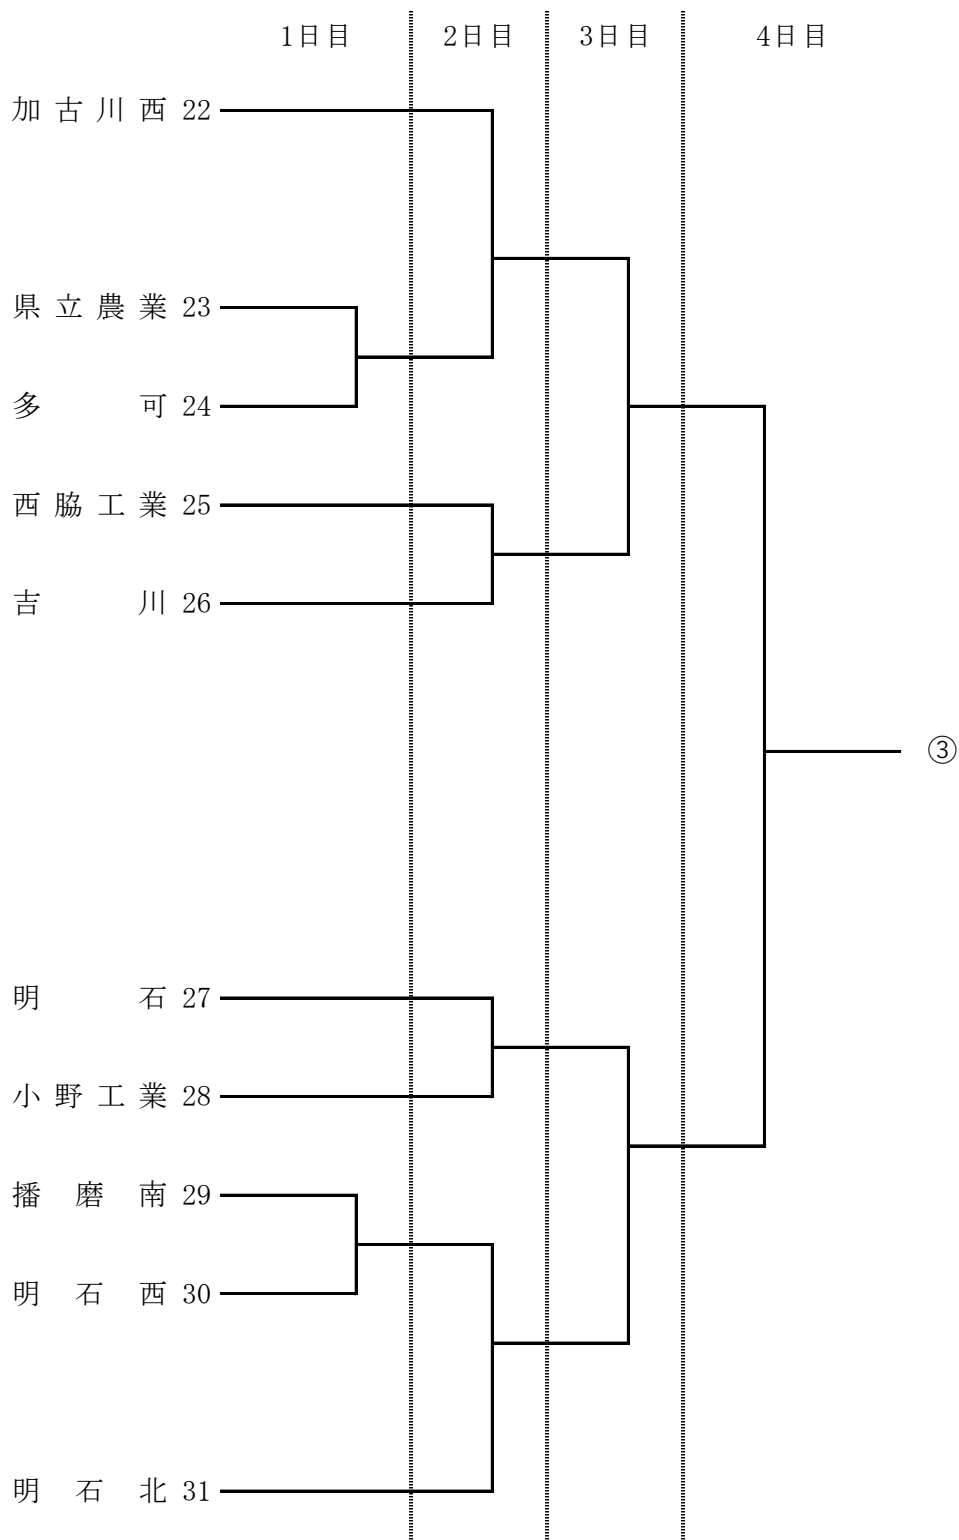 1日目 2日目 3日目 4日目
加古川西 22
県立農業 23
多可 24
西脇工業 25
吉川 26
③
明石 27
小野工業 28
播磨南 29
明石西 30
明石北 31